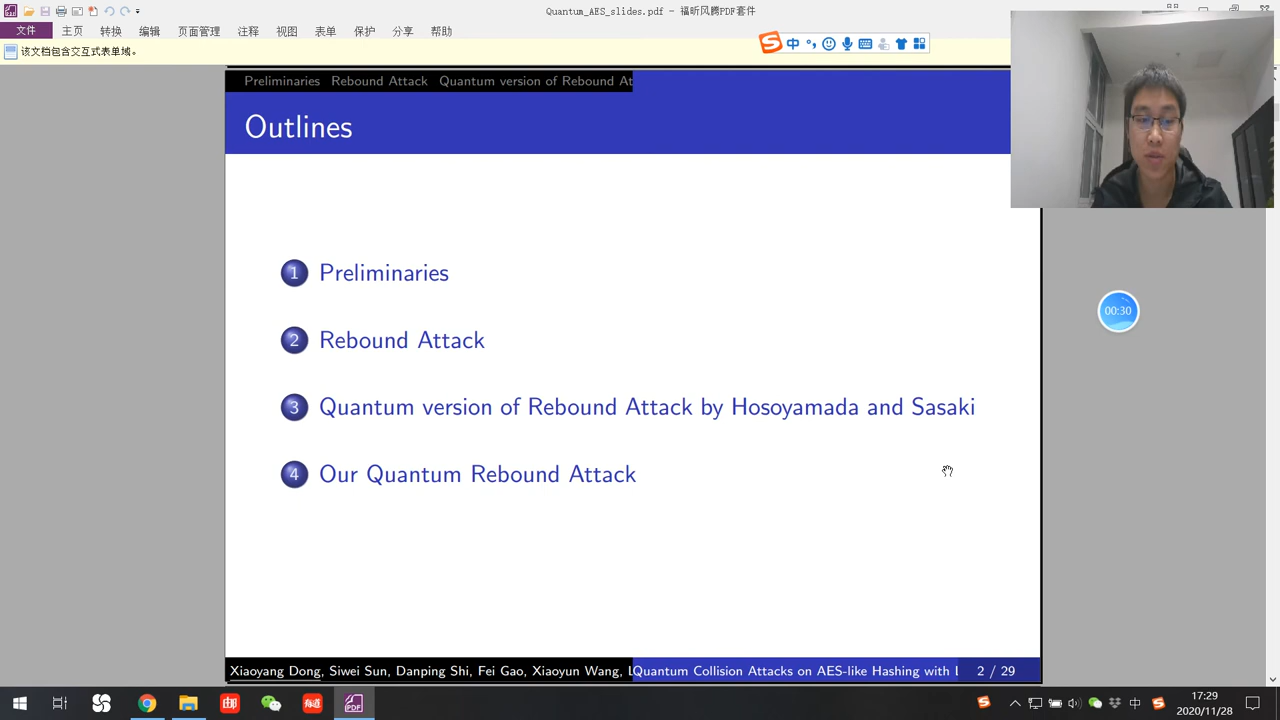 Quantum_AES_slides.pdf - 福昕风腾PDF套件
文件 主页 转换 编辑 页面管理 注释 视图 表单 保护 分享 帮助
该文档包含交互式表单域。
中
Preliminaries Rebound Attack Quantum version of Rebound At
Outlines
1 Preliminaries
2 Rebound Attack
3 Quantum version of Rebound Attack by Hosoyamada and Sasaki
4 Our Quantum Rebound Attack
00:30
Xiaoyang Dong, Siwei Sun, Danping Shi, Fei Gao, Xiaoyun Wang, L Quantum Collision Attacks on AES-like Hashing with L 2 / 29
中
17:29
2020/11/28